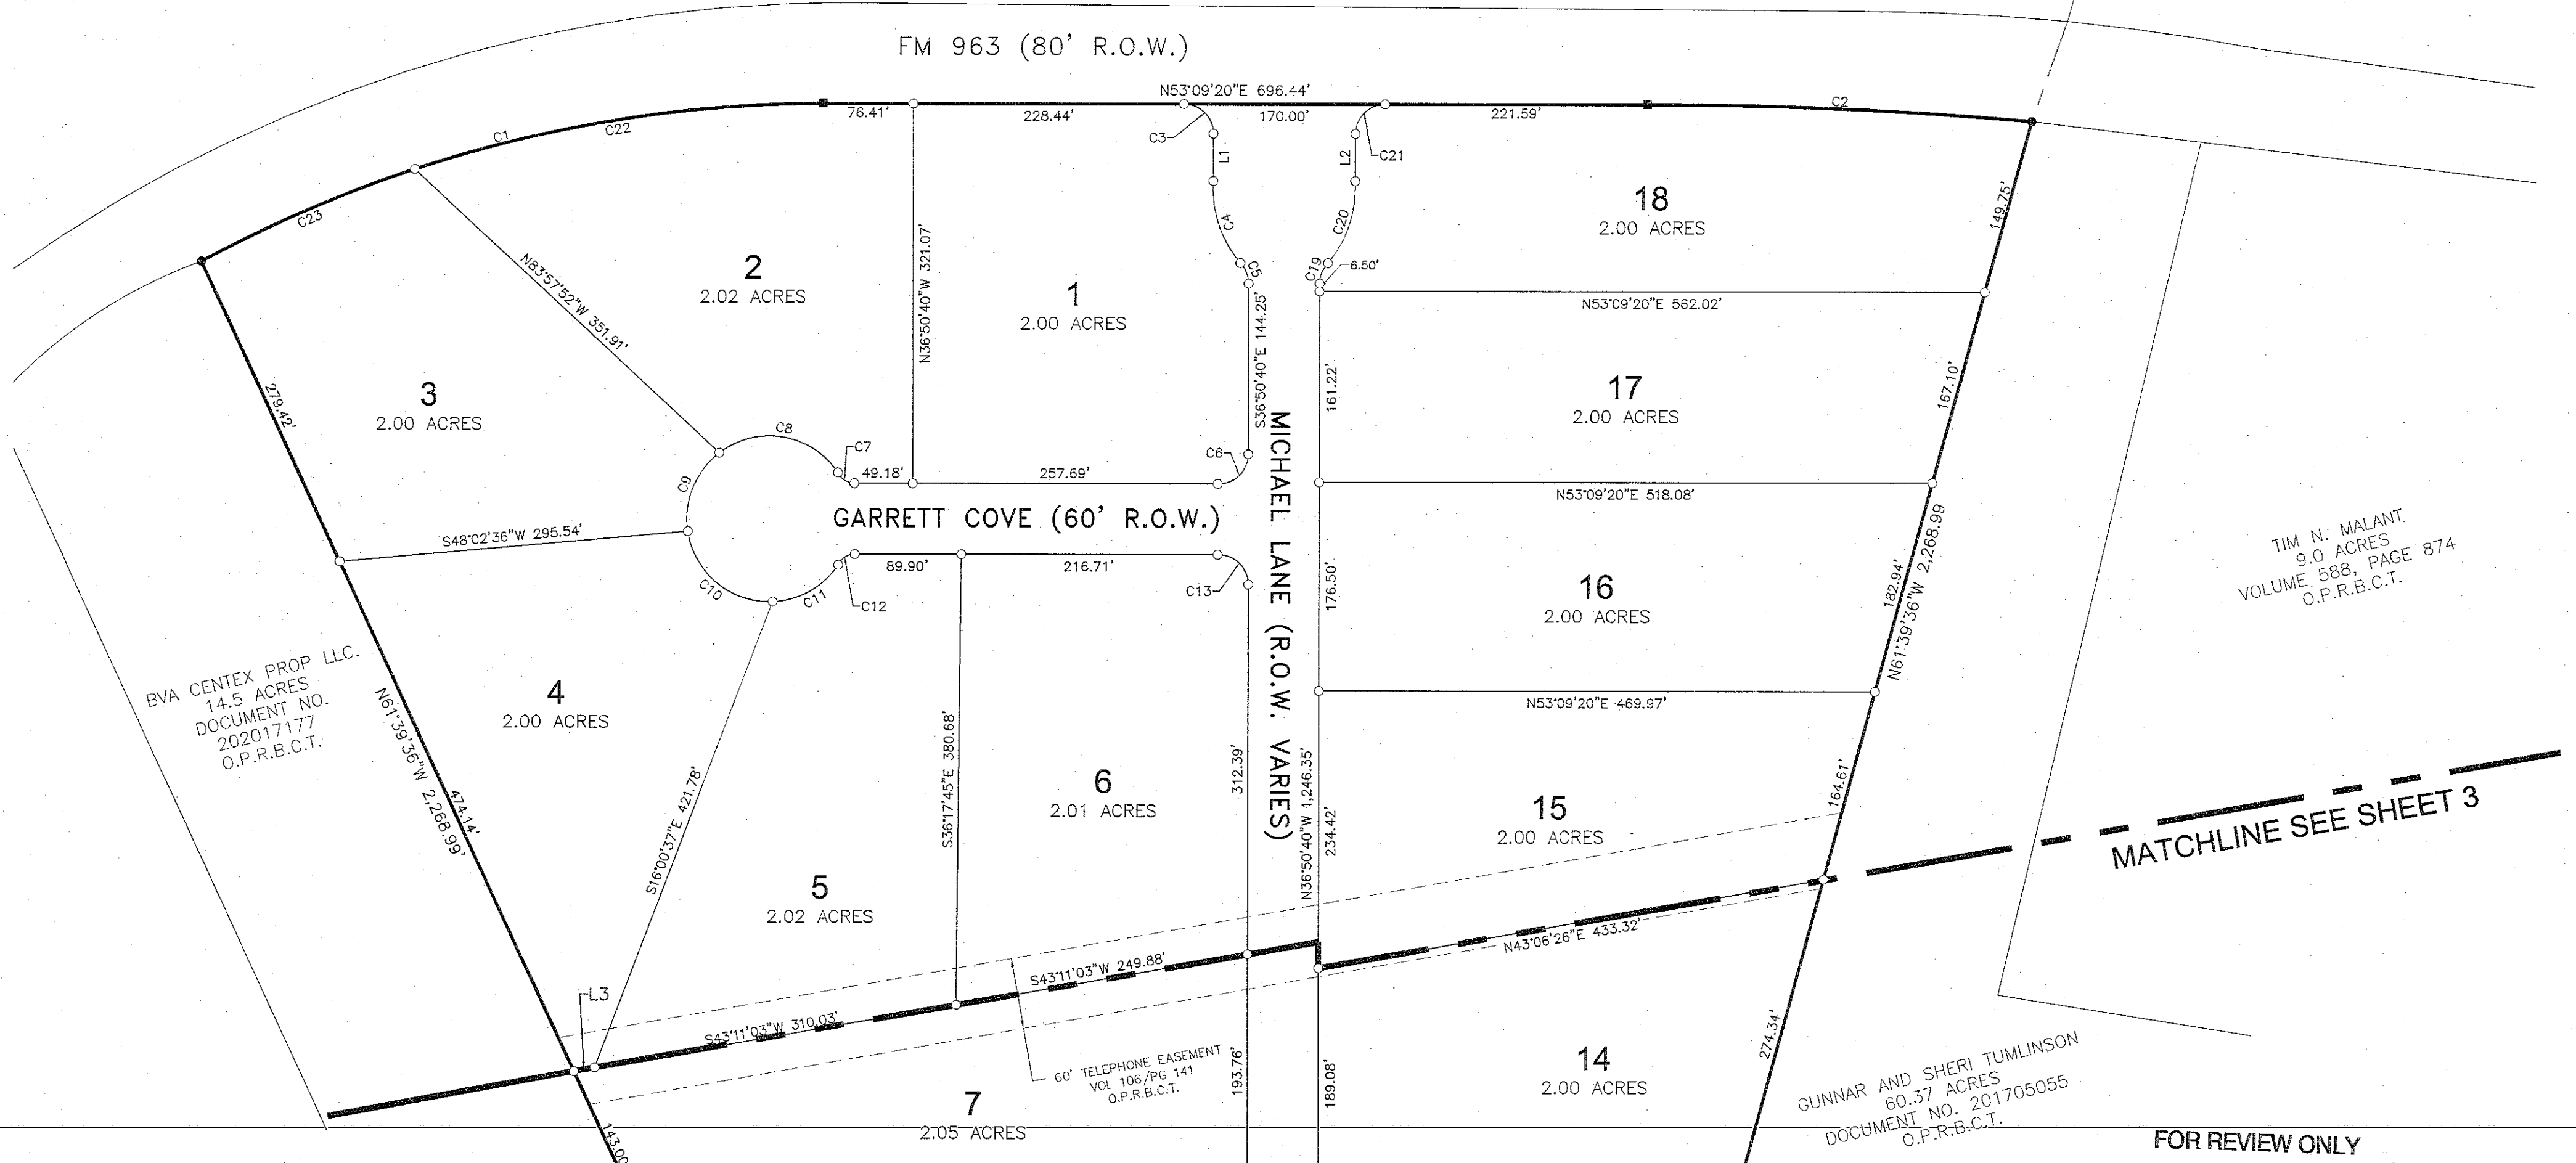 FM 963 (80' R.O.W.)
N53°09'20"E 696.44'
76.41'
228.44'
170.00'
221.59'
C2
C1
C22
C23
C3
L1
L2
C21
C4
C20
C5
C19
6.50'
149.75'
18
2.00 ACRES
N53°09'20"E 562.02'
2
2.02 ACRES
N36°50'40"W 321.07'
1
2.00 ACRES
S36°50'40"E 144.25'
N83°57'52"W 351.91'
3
2.00 ACRES
279.42'
17
2.00 ACRES
161.22'
167.10'
C8
C7
C9
49.18'
257.69'
C6
N53°09'20"E 518.08'
GARRETT COVE (60' R.O.W.)
MICHAEL LANE (R.O.W. VARIES)
S48°02'36"W 295.54'
C10
C11
C12
89.90'
216.71'
C13
176.50'
16
2.00 ACRES
182.94'
N61°39'36"W 2,268.99
TIM N. MALANT
9.0 ACRES
VOLUME 588, PAGE 874
O.P.R.B.C.T.
BVA CENTEX PROP LLC.
14.5 ACRES
DOCUMENT NO.
202017177
O.P.R.B.C.T.
N61°39'36"W 2,268.99'
474.14'
4
2.00 ACRES
S16°00'37"E 421.78'
S36°17'45"E 380.68'
N53°09'20"E 469.97'
6
2.01 ACRES
312.39'
N36°50'40"W 1,246.35'
234.42'
15
2.00 ACRES
164.61'
MATCHLINE SEE SHEET 3
5
2.02 ACRES
L3
S43°11'03"W 310.03'
S43°11'03"W 249.88'
N43°06'26"E 433.32'
60' TELEPHONE EASEMENT
VOL 106/PG 141
O.P.R.B.C.T.
193.76'
189.08'
14
2.00 ACRES
274.34'
GUNNAR AND SHERI TUMLINSON
60.37 ACRES
DOCUMENT NO. 201705055
O.P.R.B.C.T.
7
2.05 ACRES
FOR REVIEW ONLY